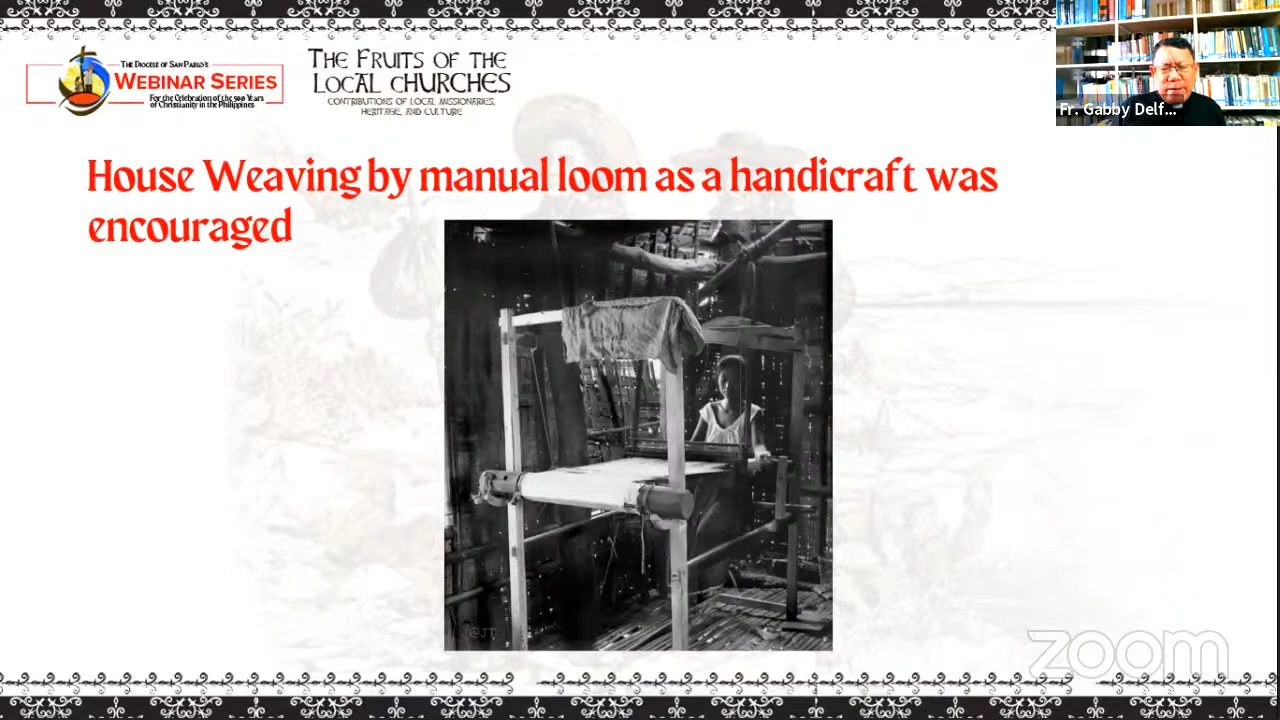 The Diocese of San Pablo's
Webinar Series
For the Celebration of the 500 Years
of Christianity in the Philippines
The Fruits of the
Local Churches
Contributions of Local Missionaries,
Heritage, and Culture
Fr. Gabby Delf...
House Weaving by manual loom as a handicraft was
encouraged
@JT
zoom